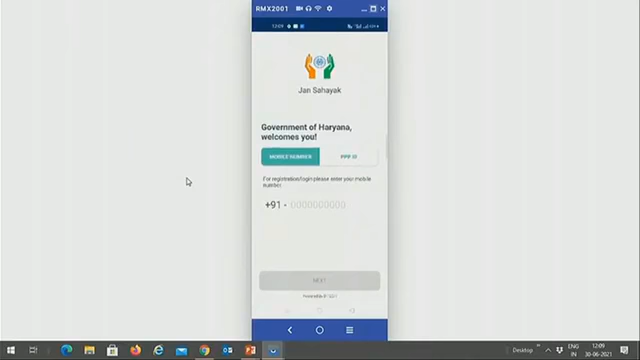 RMX2001
12:09
Jan Sahayak
Government of Haryana,
welcomes you!
MOBILE NUMBER
PPP ID
For registration/login please enter your mobile
number
+91 - 0000000000
NEXT
Desktop
ENG
IN
12:09
30-06-2021